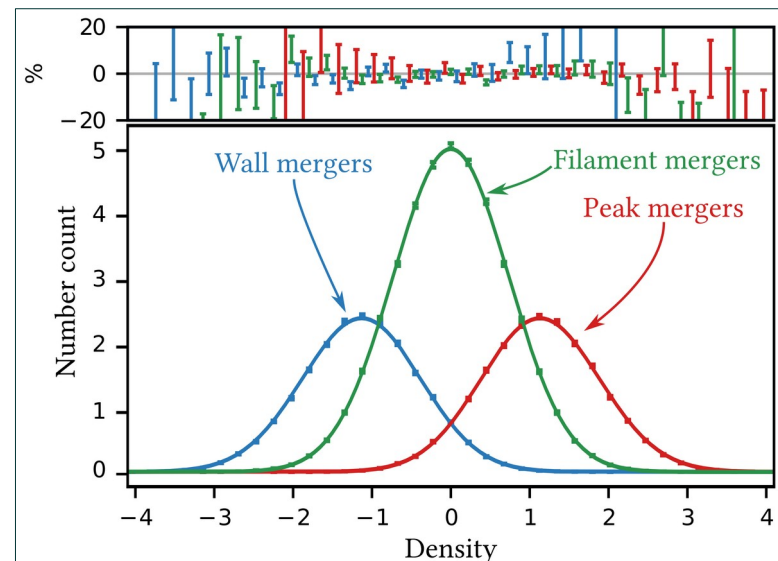 20
0
−20
%
Wall mergers
Filament mergers
Peak mergers
5
4
3
2
1
0
Number count
−4 −3 −2 −1 0 1 2 3 4
Density